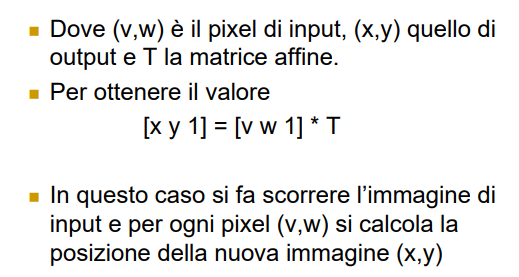 ▪ Dove (v,w) è il pixel di input, (x,y) quello di
output e T la matrice affine.
▪ Per ottenere il valore
[x y 1] = [v w 1] * T
▪ In questo caso si fa scorrere l’immagine di
input e per ogni pixel (v,w) si calcola la
posizione della nuova immagine (x,y)